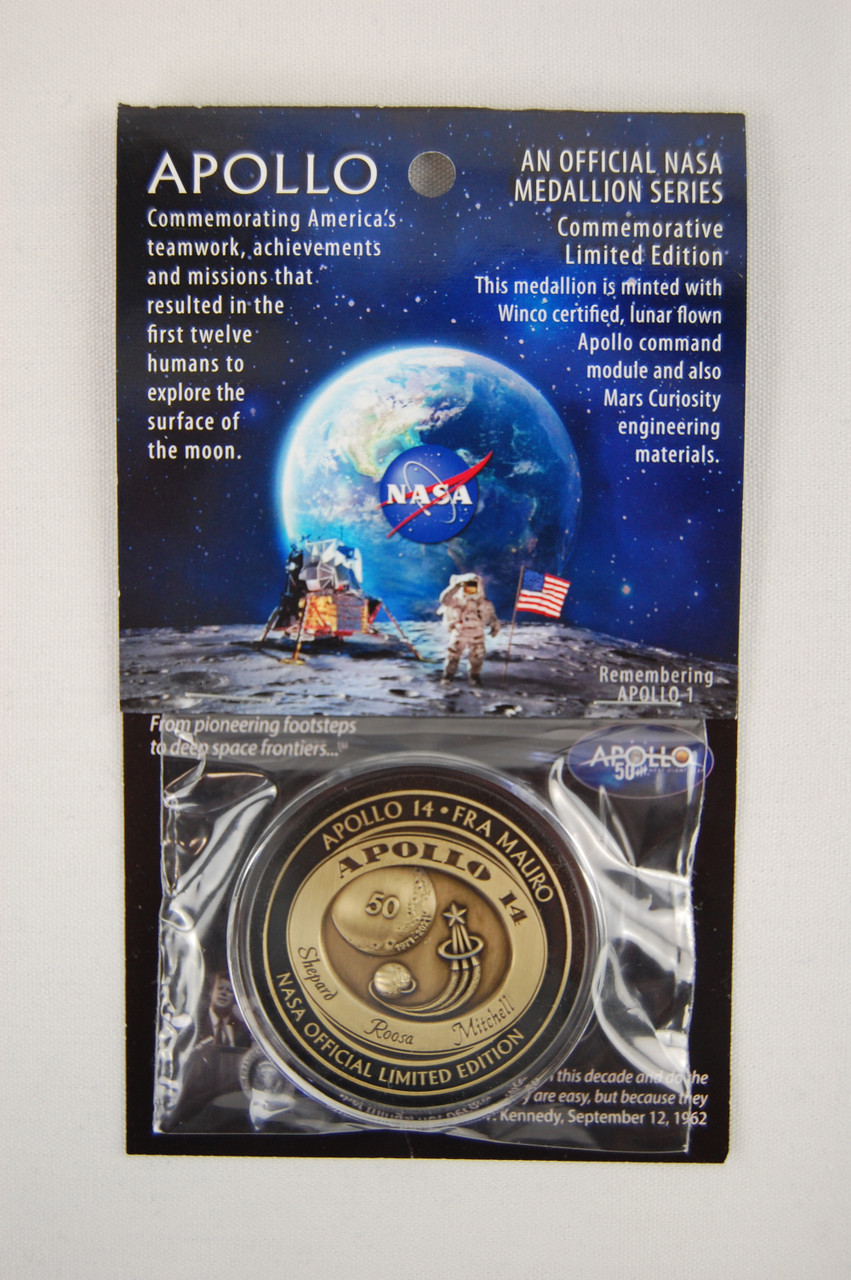 APOLLO
Commemorating America's
teamwork, achievements
and missions that
resulted in the
first twelve
humans to
explore the
surface of
the moon.
AN OFFICIAL NASA
MEDALLION SERIES
Commemorative
Limited Edition
This medallion is minted with
Winco certified, lunar flown
Apollo command
module and also
Mars Curiosity
engineering
materials.
NASA
Remembering
APOLLO 1
From pioneering footsteps
to deep space frontiers...
APOLLO
50
APOLLO 14 • FRA MAURO
APOLLO 14
50
Shepard
Roosa
Mitchell
NASA OFFICIAL LIMITED EDITION
this decade and do the
are easy, but because they
Kennedy, September 12, 1962